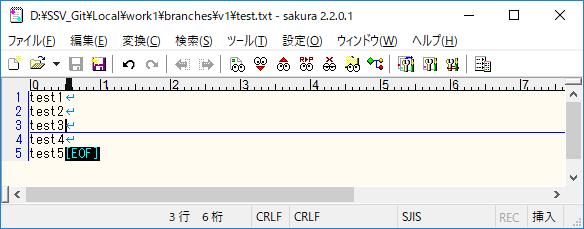 D:¥SSV_Git¥Local¥work1¥branches¥v1¥test.txt - sakura 2.2.0.1
ファイル(F) 編集(E) 変換(C) 検索(S) ツール(T) 設定(O) ウィンドウ(W) ヘルプ(H)
0 1 2 3 4 5 6 7
1 test1↵
2 test2↵
3 test3↵
4 test4↵
5 test5[EOF]
3 行 6 桁 CRLF CRLF SJIS REC 挿入